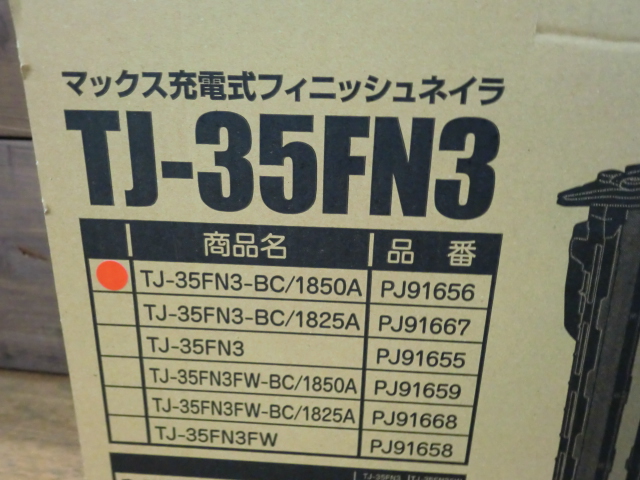 マックス充電式フィニッシュネイラ
TJ-35FN3
商品名 品 番
TJ-35FN3-BC/1850A PJ91656
TJ-35FN3-BC/1825A PJ91667
TJ-35FN3 PJ91655
TJ-35FN3FW-BC/1850A PJ91659
TJ-35FN3FW-BC/1825A PJ91668
TJ-35FN3FW PJ91658
TJ-35FN3